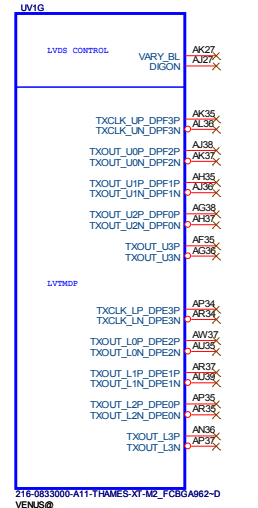 UV1G
LVDS CONTROL
VARY_BL AK27
DIGON AJ27
TXCLK_UP_DPF3P AK35
TXCLK_UN_DPF3N AL36
TXOUT_U0P_DPF2P AJ38
TXOUT_U0N_DPF2N AK37
TXOUT_U1P_DPF1P AH35
TXOUT_U1N_DPF1N AJ36
TXOUT_U2P_DPF0P AG38
TXOUT_U2N_DPF0N AH37
TXOUT_U3P AF35
TXOUT_U3N AG36
LVTMDP
TXCLK_LP_DPE3P AP34
TXCLK_LN_DPE3N AR34
TXOUT_L0P_DPE2P AW37
TXOUT_L0N_DPE2N AU35
TXOUT_L1P_DPE1P AR37
TXOUT_L1N_DPE1N AU39
TXOUT_L2P_DPE0P AP35
TXOUT_L2N_DPE0N AR35
TXOUT_L3P AN36
TXOUT_L3N AP37
216-0833000-A11-THAMES-XT-M2_FCBGA962~D
VENUS@